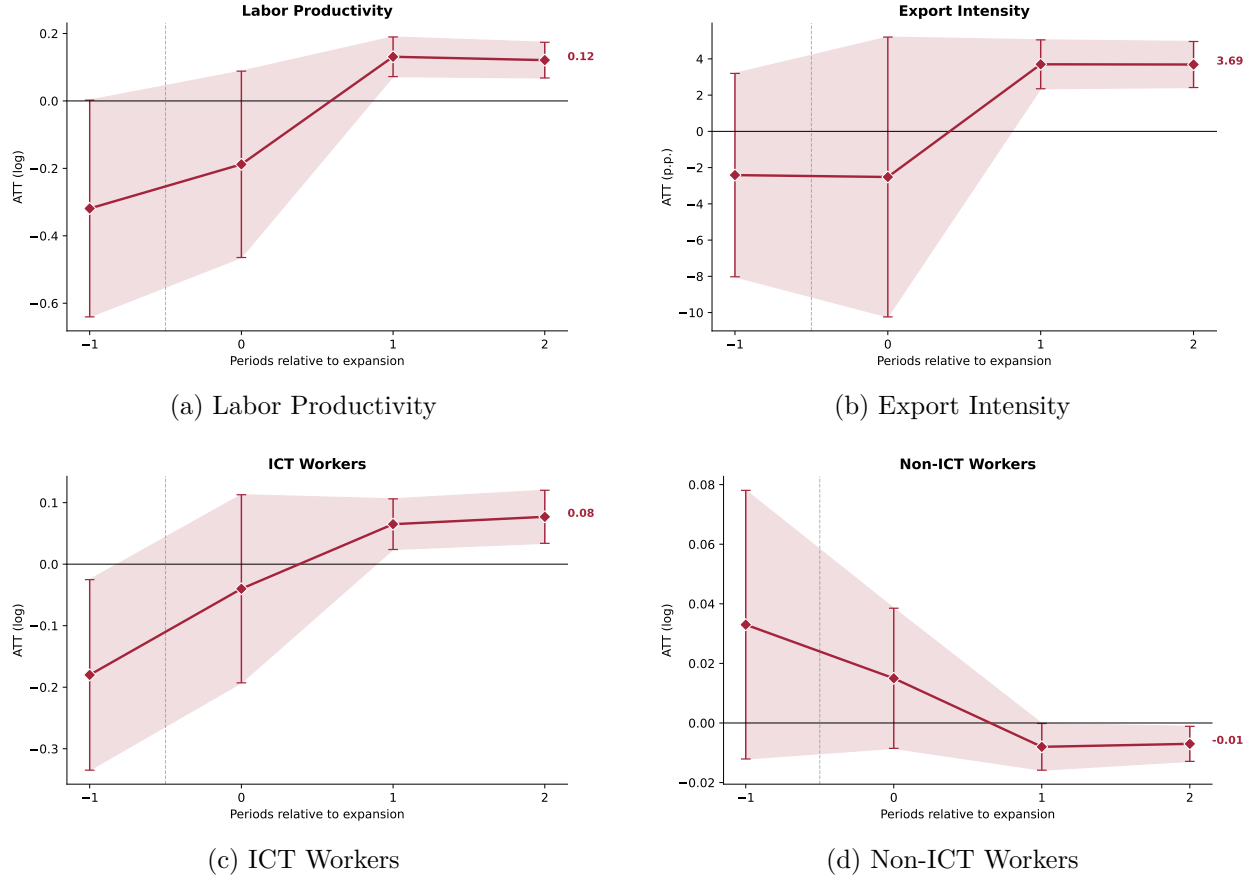 Labor Productivity
0.2
0.0
−0.2
−0.4
−0.6
ATT (log)
0.12
−1
0
1
2
Periods relative to expansion
(a) Labor Productivity
Export Intensity
4
2
0
−2
−4
−6
−8
−10
ATT (p.p.)
3.69
−1
0
1
2
Periods relative to expansion
(b) Export Intensity
ICT Workers
0.1
0.0
−0.1
−0.2
−0.3
ATT (log)
0.08
−1
0
1
2
Periods relative to expansion
(c) ICT Workers
Non-ICT Workers
0.08
0.06
0.04
0.02
0.00
−0.02
ATT (log)
-0.01
−1
0
1
2
Periods relative to expansion
(d) Non-ICT Workers